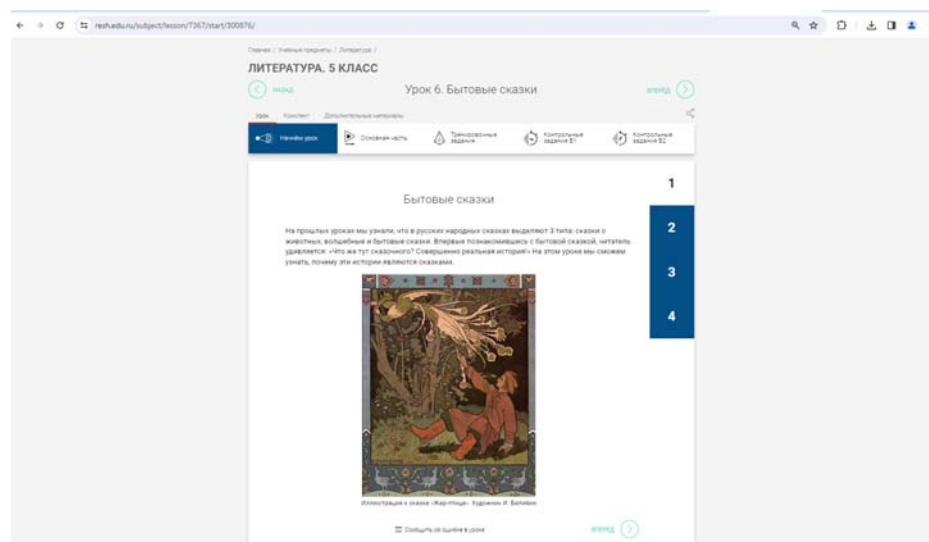 resh.edu.ru/subject/lesson/7367/start/300876/
Главная / Учебные предметы / Литература /
ЛИТЕРАТУРА. 5 КЛАСС
НАЗАД
Урок 6. Бытовые сказки
ВПЕРЁД
Урок Конспект Дополнительные материалы
Начнём урок
Основная часть
Тренировочные задания
Контрольные задания В1
Контрольные задания В2
1
2
3
4
Бытовые сказки
На прошлых уроках мы узнали, что в русских народных сказках выделяют 3 типа: сказки о
животных, волшебные и бытовые сказки. Впервые познакомившись с бытовой сказкой, читатель
удивляется: «Что же тут сказочного? Совершенно реальная история!» На этом уроке мы сможем
узнать, почему эти истории являются сказками.
Иллюстрация к сказке «Жар-птица». Художник И. Билибин
Сообщить об ошибке в уроке
ВПЕРЁД